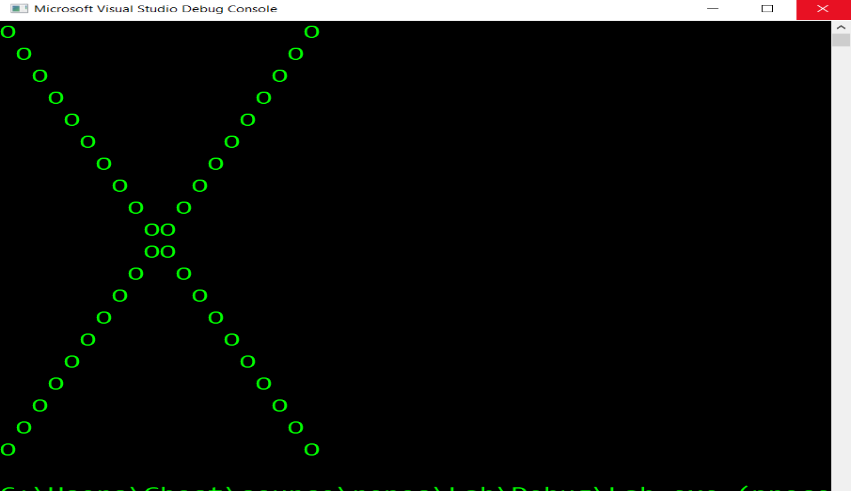 Microsoft Visual Studio Debug Console
O                  O
 O                O
  O              O
   O            O
    O          O
     O        O
      O      O
       O    O
        O  O
         OO
         OO
        O  O
       O    O
      O      O
     O        O
    O          O
   O            O
  O              O
 O                O
O                  O